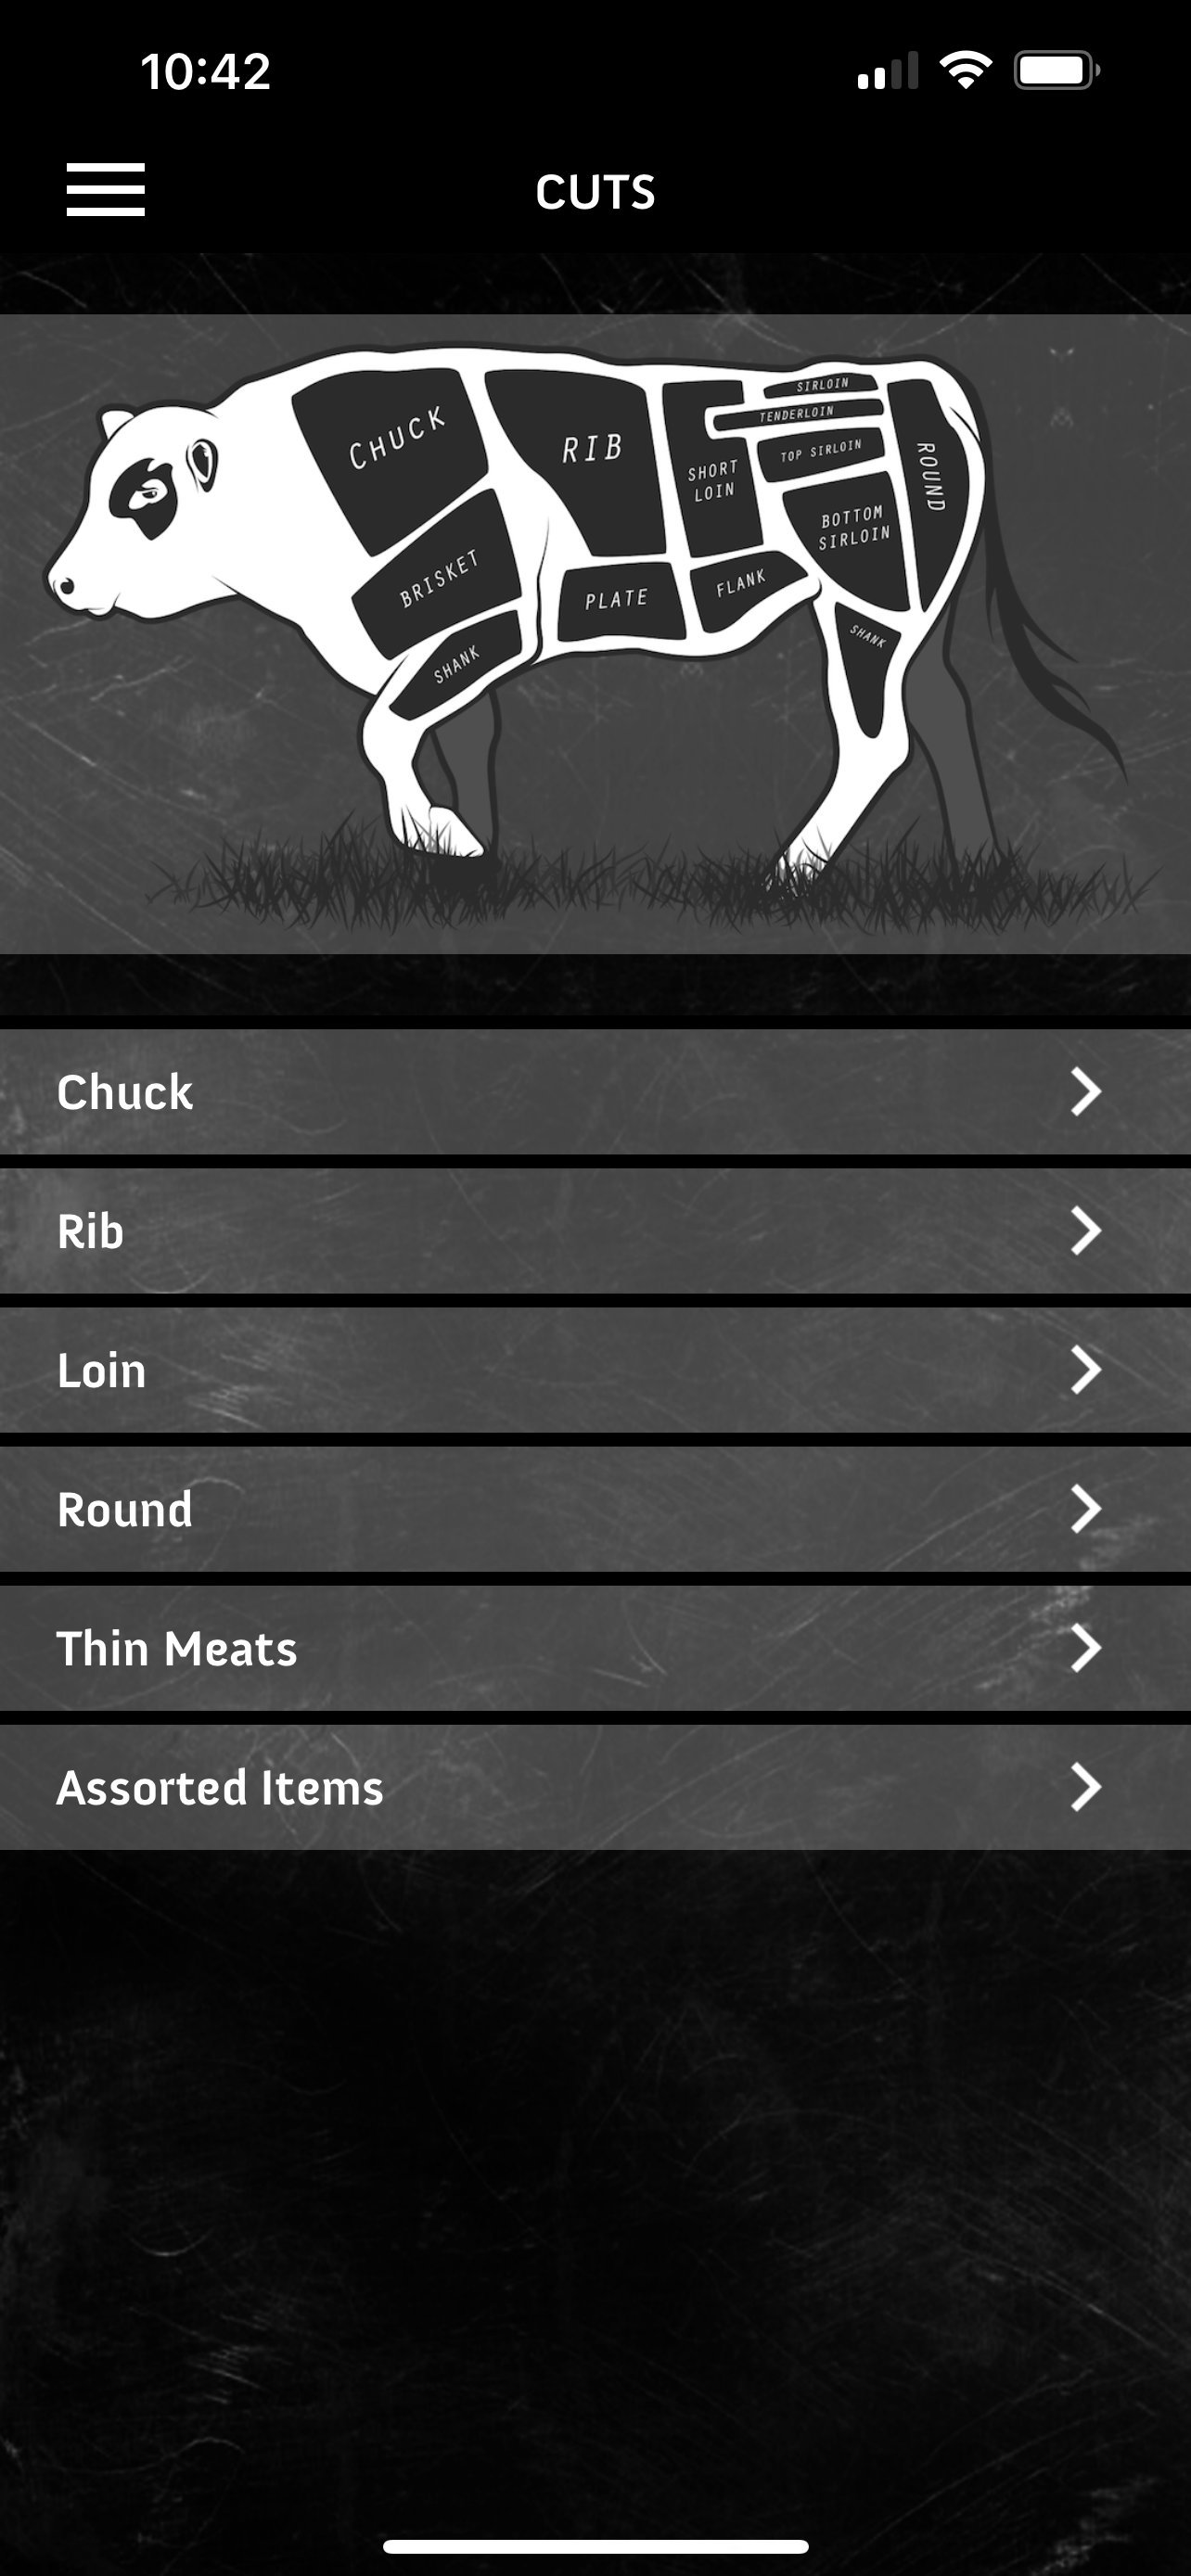 10:42
CUTS
CHUCK
RIB
SHORT
LOIN
SIRLOIN
TENDERLOIN
TOP SIRLOIN
BOTTOM
SIRLOIN
ROUND
BRISKET
PLATE
FLANK
SHANK
SHANK
Chuck
Rib
Loin
Round
Thin Meats
Assorted Items